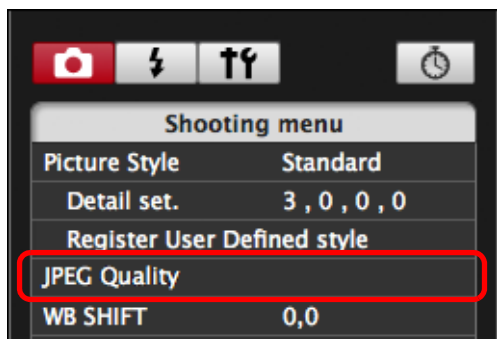 Shooting menu
Picture Style Standard
Detail set. 3 , 0 , 0 , 0
Register User Defined style
JPEG Quality
WB SHIFT 0,0